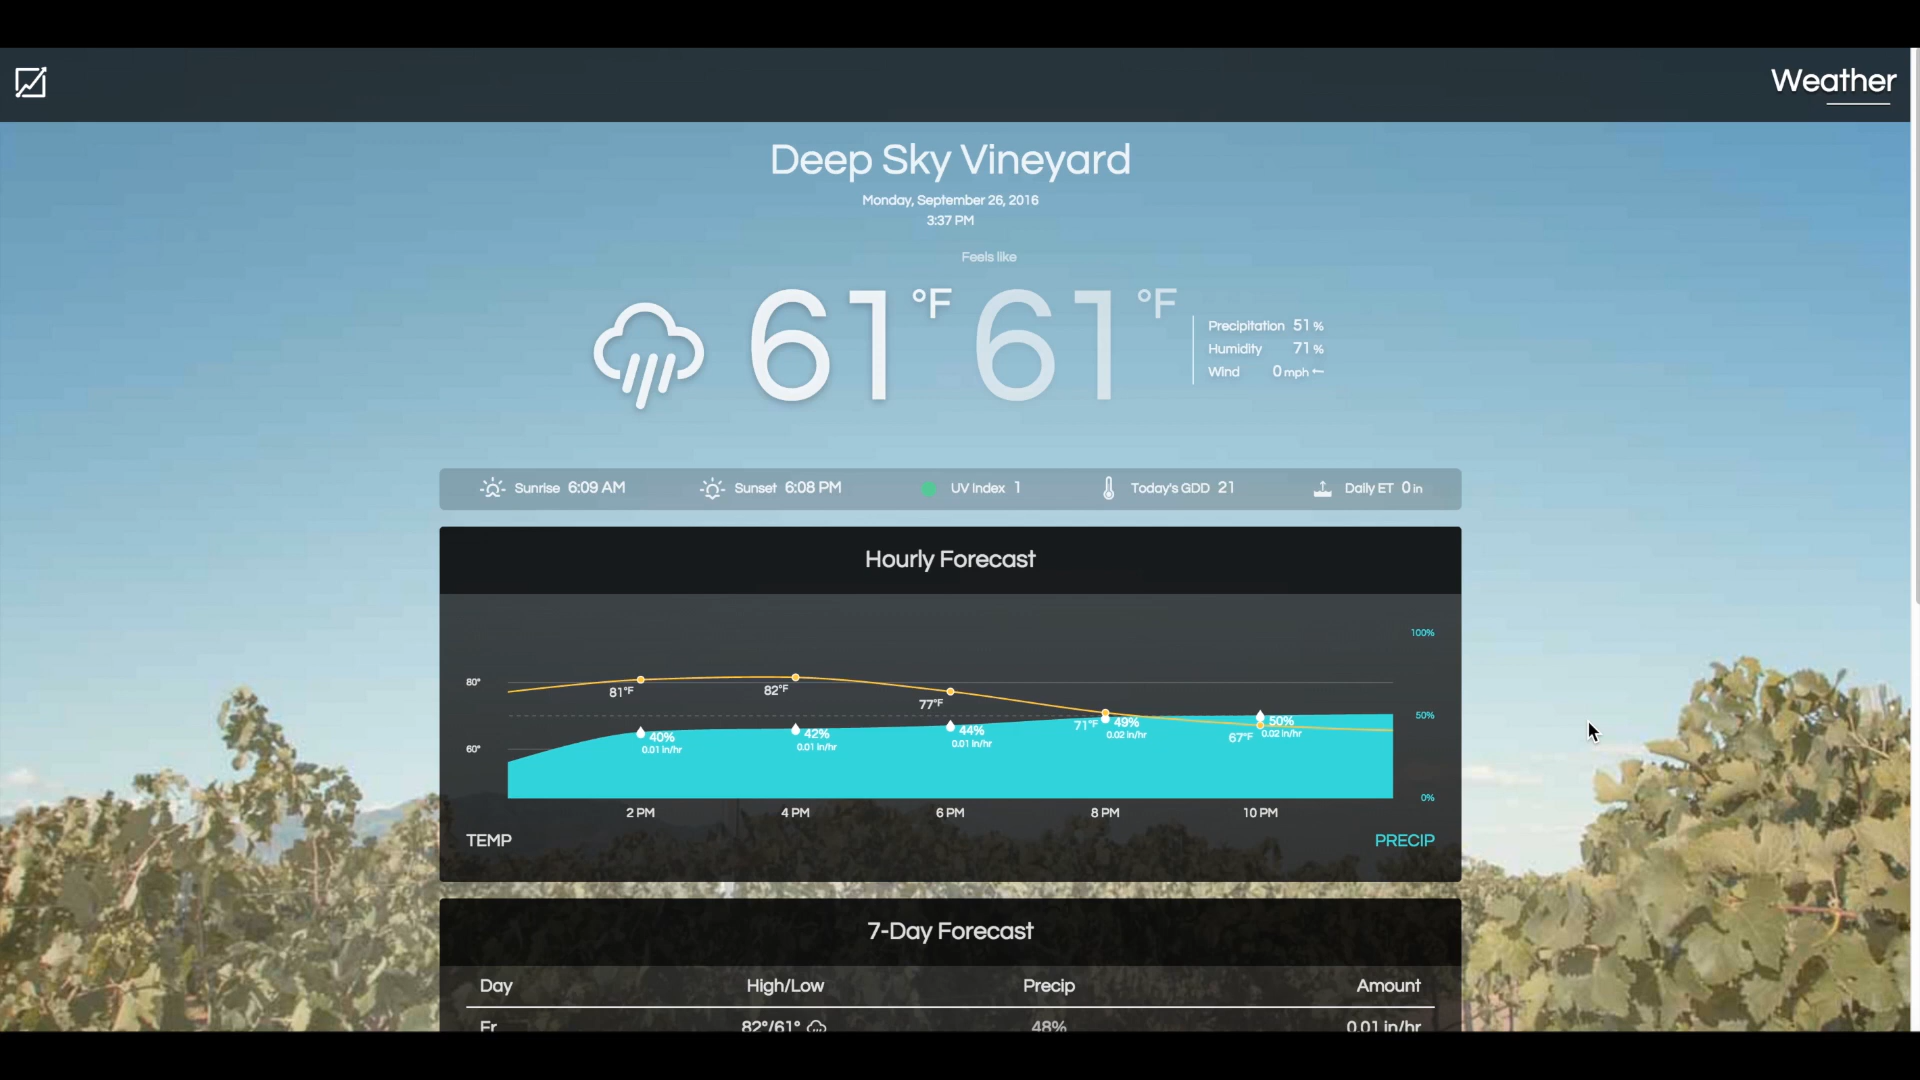 Weather
Deep Sky Vineyard
Monday, September 26, 2016
3:37 PM
Feels like
61 °F 61 °F
Precipitation 51 %
Humidity 71 %
Wind 0 mph
Sunrise 6:09 AM Sunset 6:08 PM UV Index 1 Today's GDD 21 Daily ET 0 in
Hourly Forecast
100%
80°
81°F 82°F 77°F
50%
71°F 49% 50%
0.02 in/hr 67°F 0.02 in/hr
40% 42% 44%
0.01 in/hr 0.01 in/hr 0.01 in/hr
60°
0%
2 PM 4 PM 6 PM 8 PM 10 PM
TEMP PRECIP
7-Day Forecast
Day High/Low Precip Amount
Fr 82°/61° 48% 0.01 in/hr